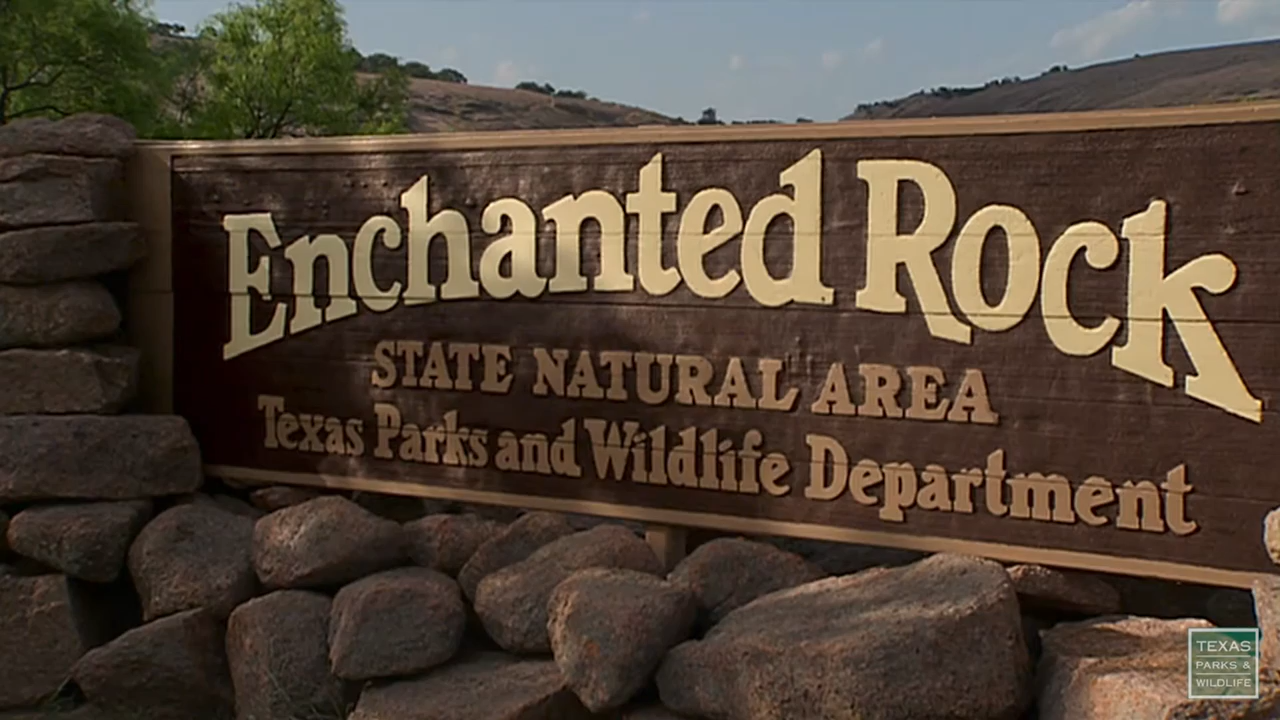 Enchanted Rock
STATE NATURAL AREA
Texas Parks and Wildlife Department
TEXAS
PARKS &
WILDLIFE